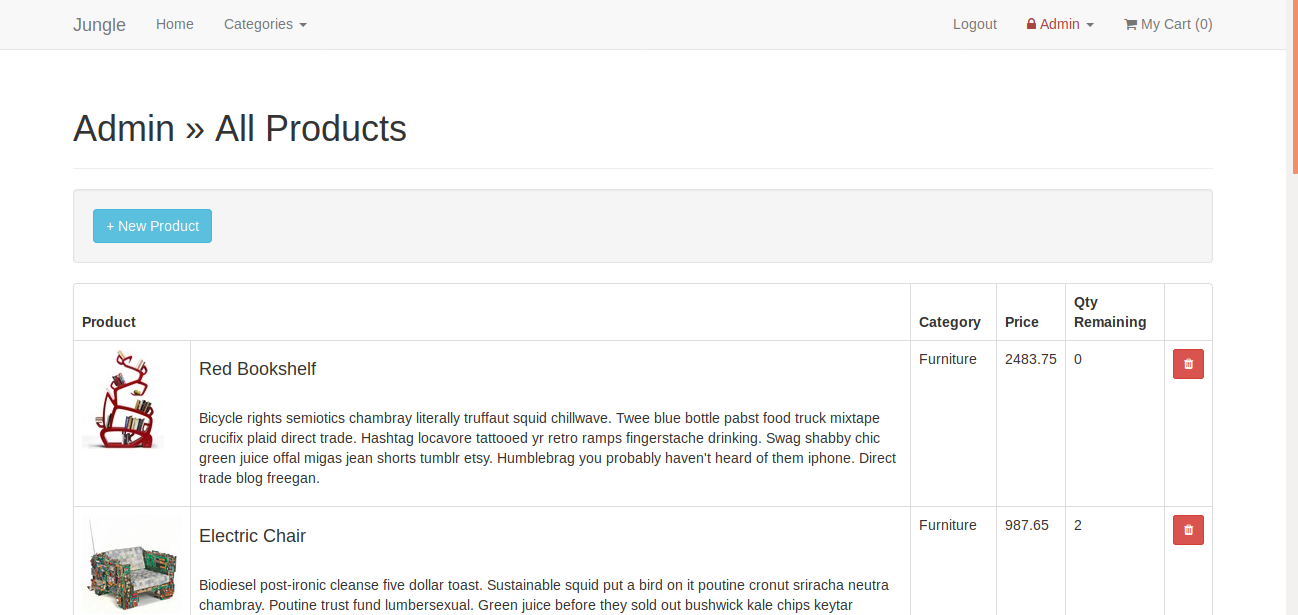 Jungle Home Categories Logout Admin My Cart (0)
Admin » All Products
+ New Product
Product Category Price Qty Remaining
Red Bookshelf
Furniture 2483.75 0
Bicycle rights semiotics chambray literally truffaut squid chillwave. Twee blue bottle pabst food truck mixtape
crucifix plaid direct trade. Hashtag locavore tattooed yr retro ramps fingerstache drinking. Swag shabby chic
green juice offal migas jean shorts tumblr etsy. Humblebrag you probably haven't heard of them iphone. Direct
trade blog freegan.
Electric Chair
Furniture 987.65 2
Biodiesel post-ironic cleanse five dollar toast. Sustainable squid put a bird on it poutine cronut sriracha neutra
chambray. Poutine trust fund lumbersexual. Green juice before they sold out bushwick kale chips keytar